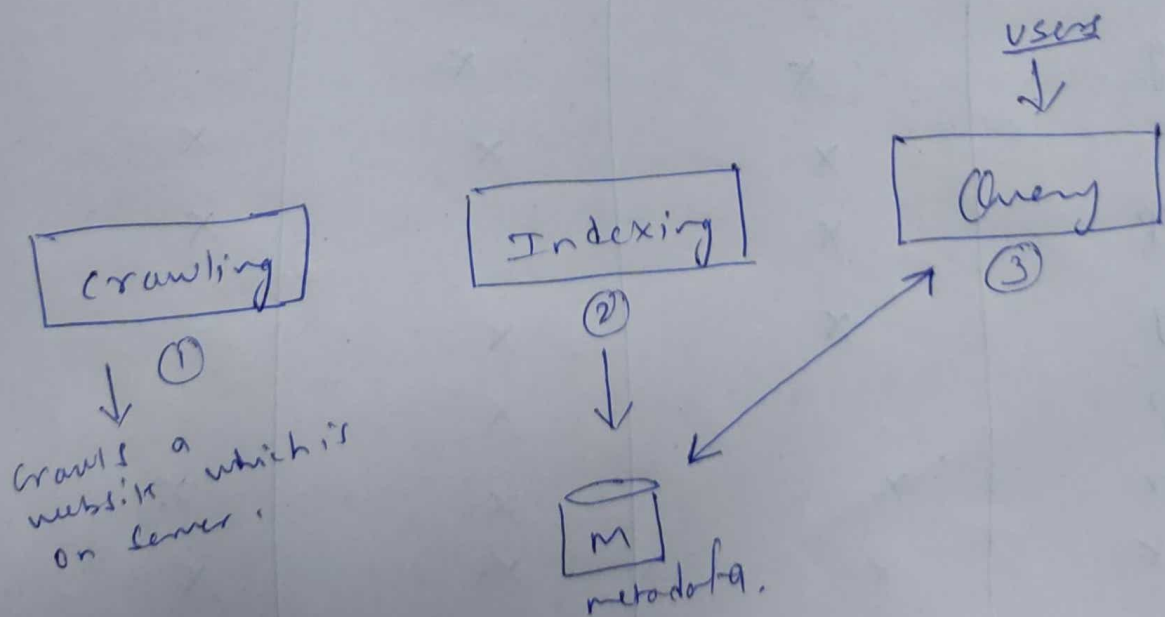 users
Query
③
Indexing
②
Crawling
①
Crawls a
website which is
on server.
M
metadata.